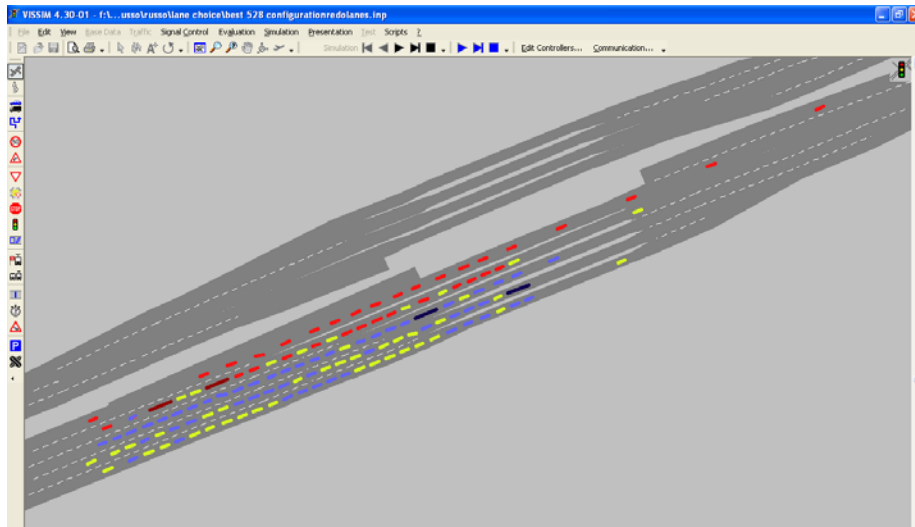 VISSIM 4.30-01 - f:\...usso\russo\lane choice\best 528 configurationredolanes.inp
File Edit View Base Data Traffic Signal Control Evaluation Simulation Presentation Test Scripts ?
Simulation Edit Controllers... Communication...